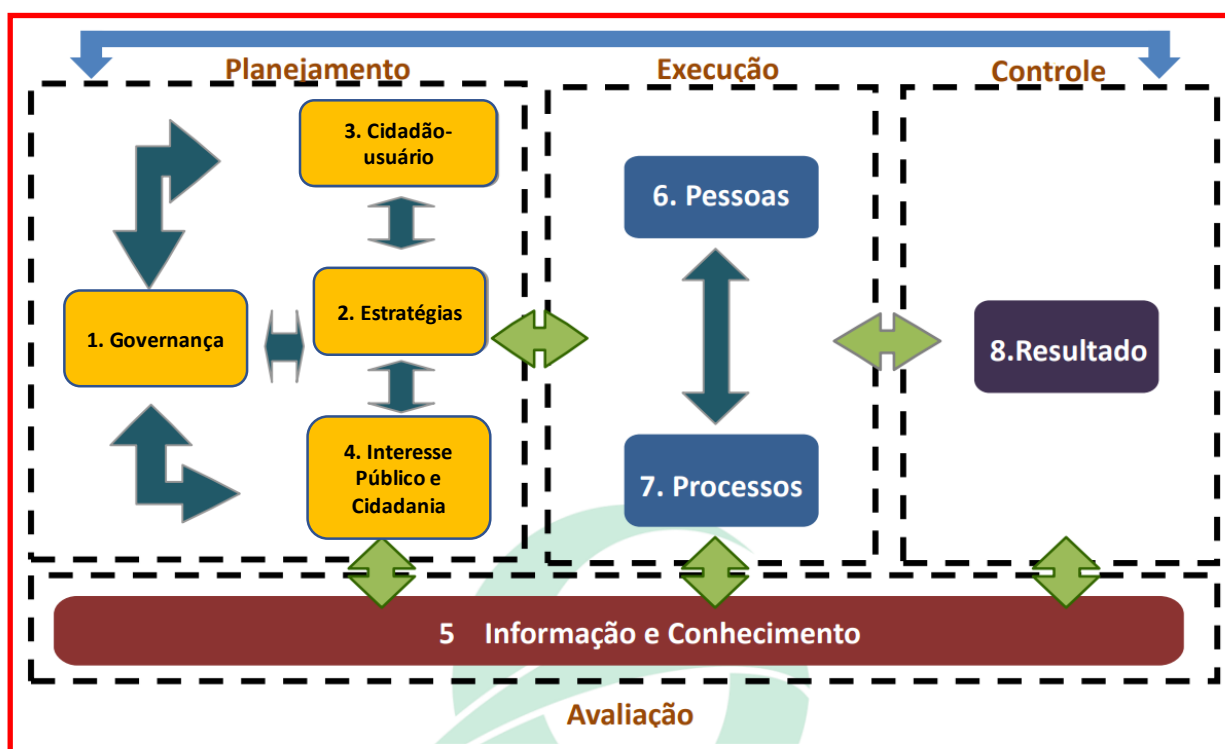 Planejamento
Execução
Controle
3. Cidadão-
usuário
1. Governança
2. Estratégias
4. Interesse
Público e
Cidadania
6. Pessoas
7. Processos
8.Resultado
5 Informação e Conhecimento
Avaliação